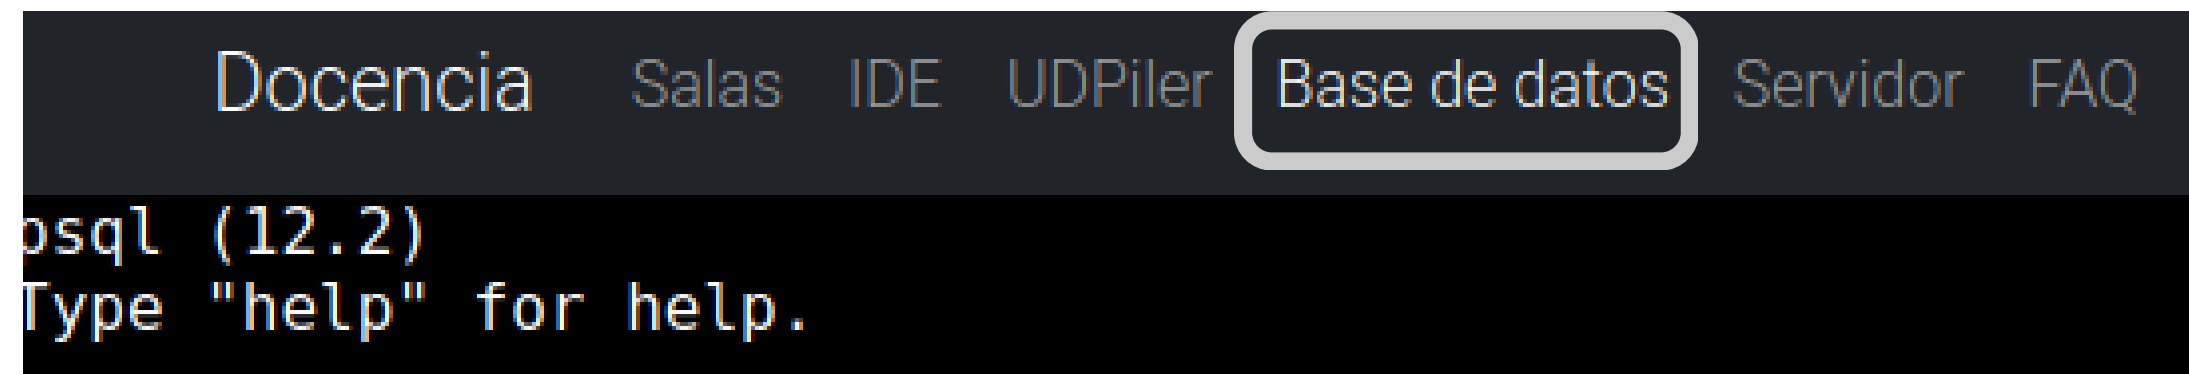 Docencia Salas IDE UDPiler Base de datos Servidor FAQ
psql (12.2)
Type "help" for help.